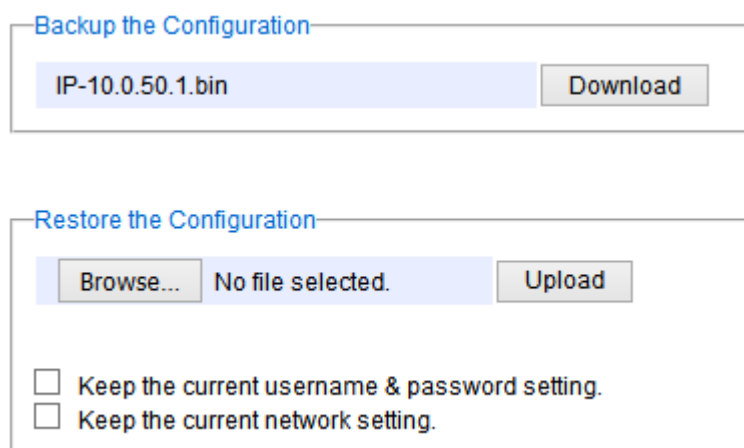 Backup the Configuration
IP-10.0.50.1.bin Download
Restore the Configuration
Browse... No file selected. Upload
Keep the current username & password setting.
Keep the current network setting.